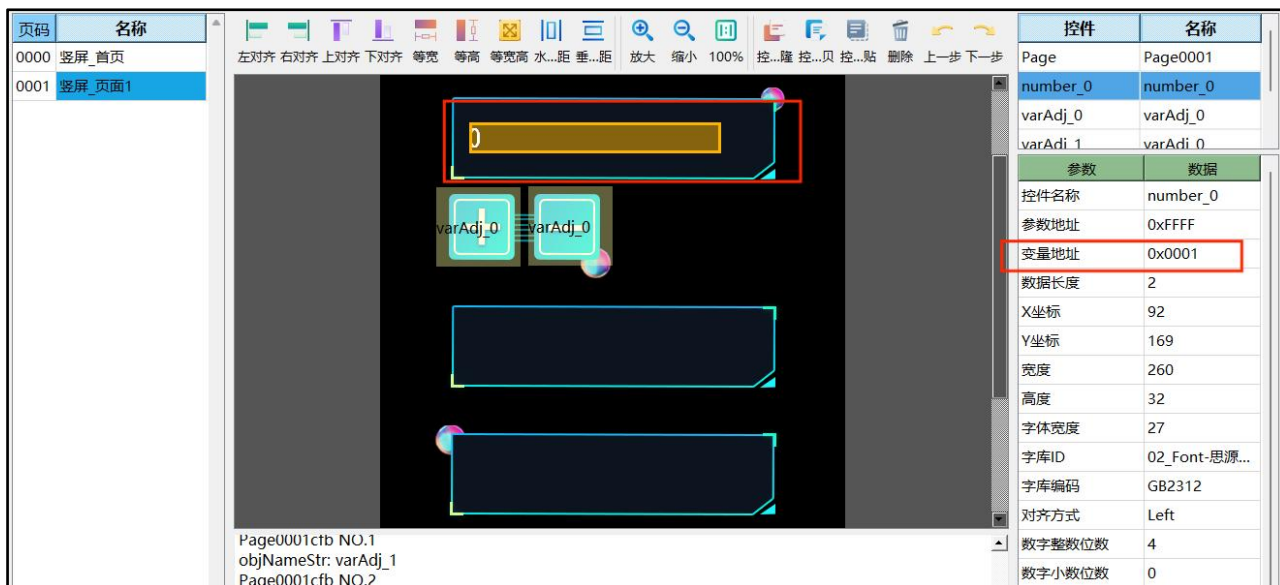 页码 名称
0000 竖屏_首页
0001 竖屏_页面1
左对齐 右对齐 上对齐 下对齐 等宽 等高 等宽高 水...距 垂...距 放大 缩小 100% 控...隆 控...贝 控...贴 删除 上一步 下一步
0
varAdj_0 varAdj_0
Page0001cfb NO.1
objNameStr: varAdj_1
Page0001cfb NO.2
控件 名称
Page Page0001
number_0 number_0
varAdj_0 varAdj_0
varAdj_1 varAdj_0
参数 数据
控件名称 number_0
参数地址 0xFFFF
变量地址 0x0001
数据长度 2
X坐标 92
Y坐标 169
宽度 260
高度 32
字体宽度 27
字库ID 02_Font-思源...
字库编码 GB2312
对齐方式 Left
数字整数位数 4
数字小数位数 0